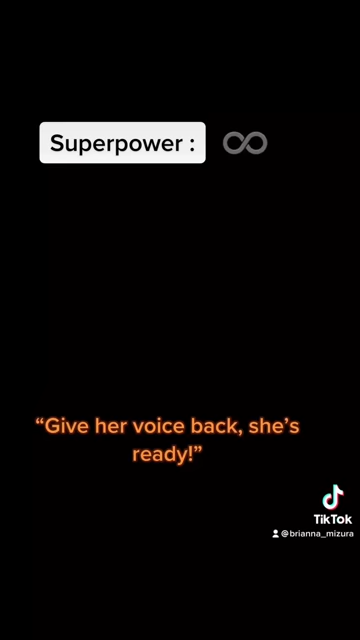 Superpower : ♾
“Give her voice back, she’s
ready!”
TikTok
@brianna_mizura